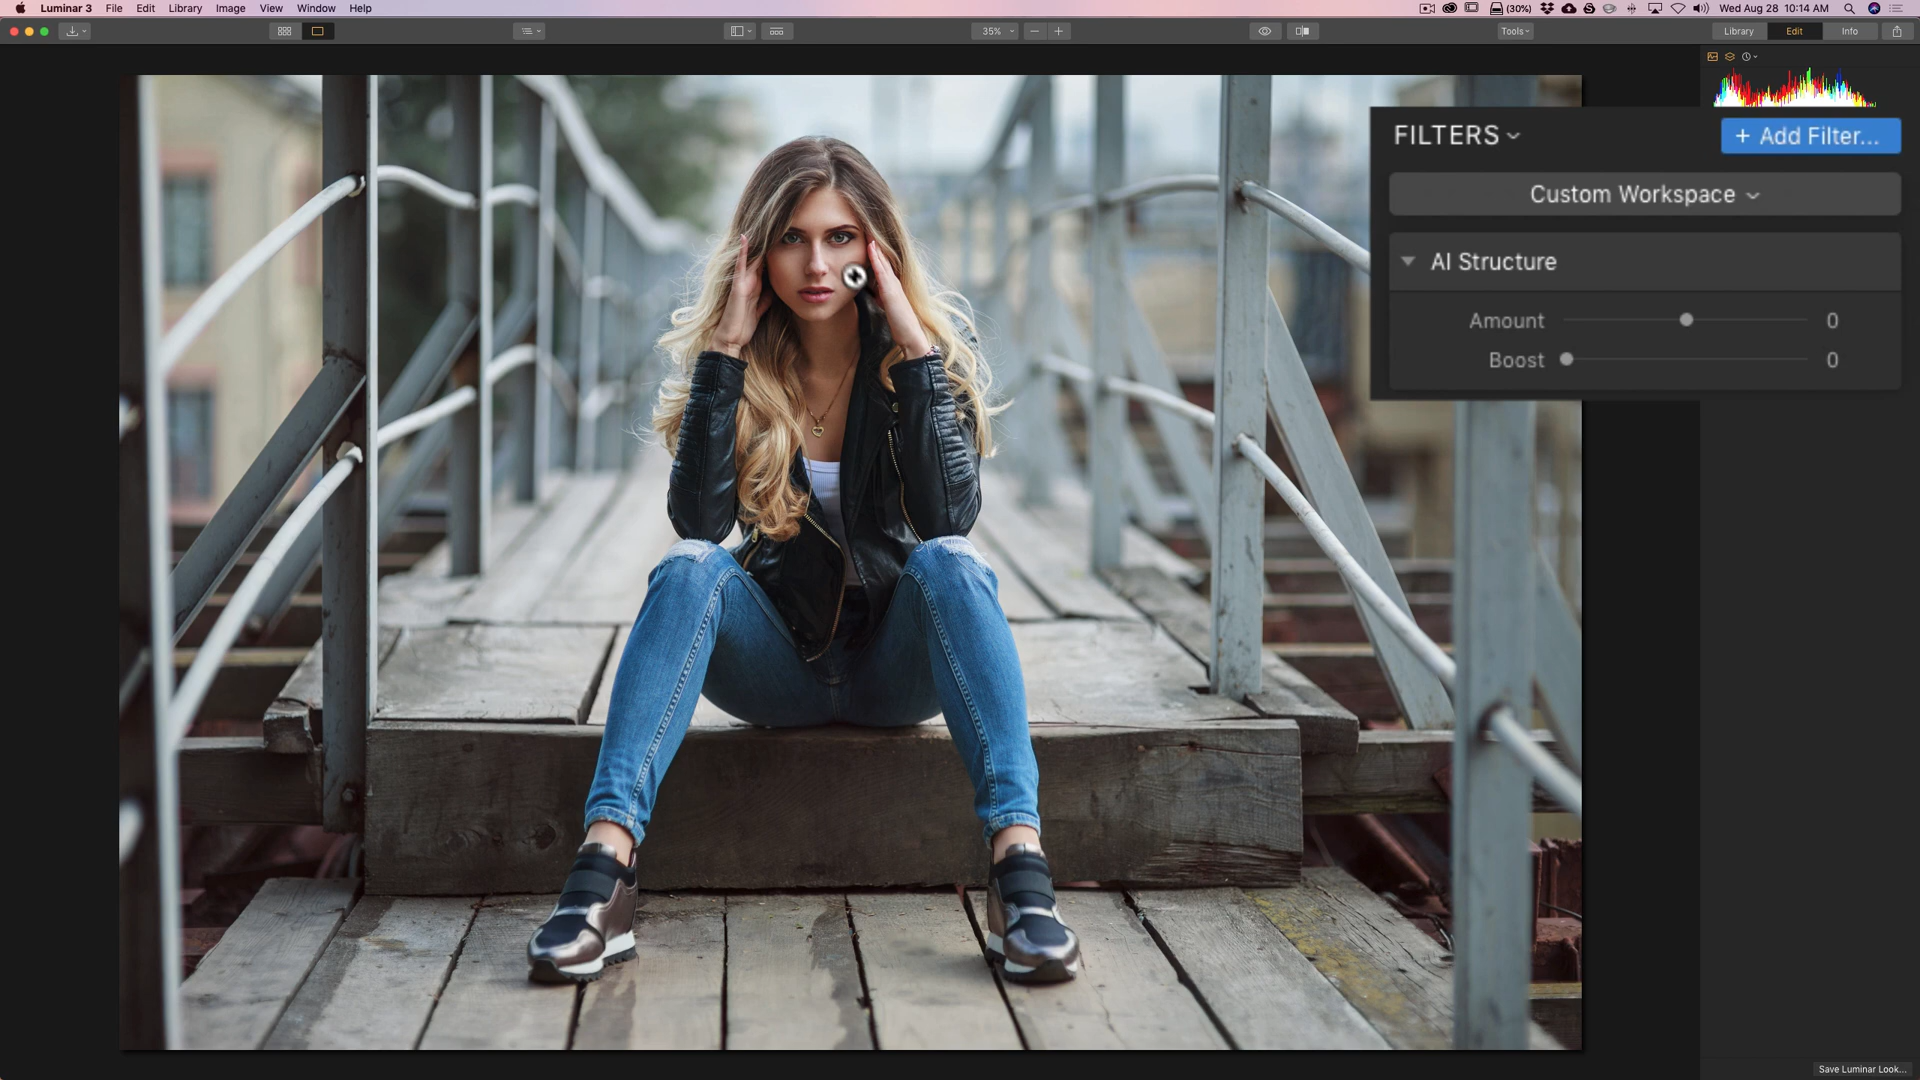 Luminar 3 File Edit Library Image View Window Help (30%) Wed Aug 28 10:14 AM
35% Tools Library Edit Info
FILTERS + Add Filter...
Custom Workspace
AI Structure
Amount 0
Boost 0
Save Luminar Look...